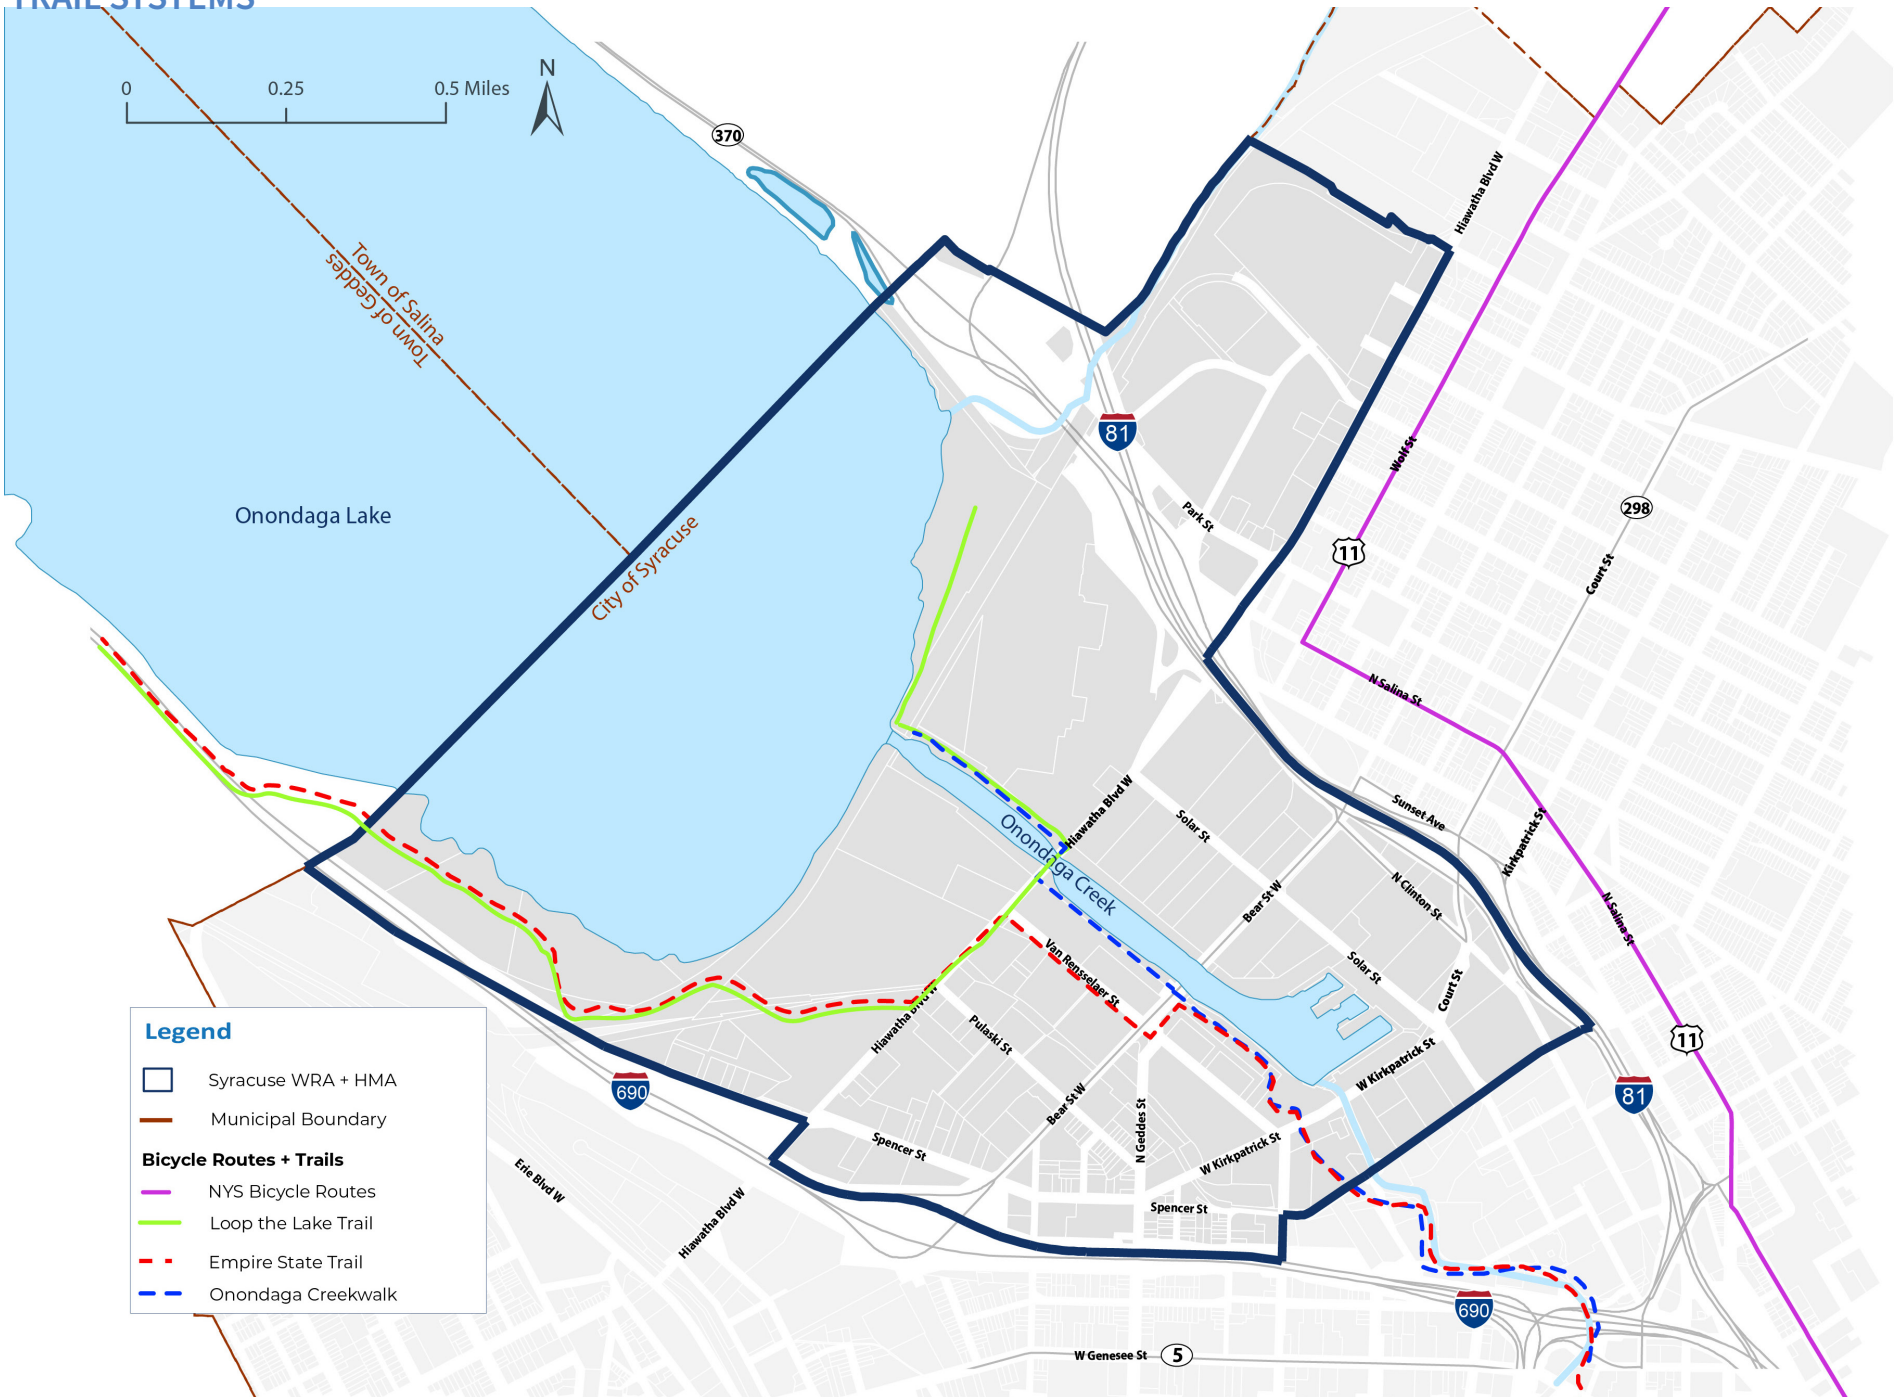 TRAIL SYSTEMS
0 0.25 0.5 Miles
N
370
Town of Salina
Town of Geddes
City of Syracuse
Onondaga Lake
Hiawatha Blvd W
81
Wolf St
11
298
Court St
Park St
N Salina St
Hiawatha Blvd W
Solar St
Sunset Ave
Kirkpatrick St
Onondaga Creek
Bear St W
N Clinton St
N Salina St
Van Rensselaer St
Solar St
Court St
Hiawatha Blvd W
Pulaski St
W Kirkpatrick St
11
81
690
Bear St W
N Geddes St
Spencer St
W Kirkpatrick St
Erie Blvd W
Hiawatha Blvd W
Spencer St
690
W Genesee St
5
Legend
Syracuse WRA + HMA
Municipal Boundary
Bicycle Routes + Trails
NYS Bicycle Routes
Loop the Lake Trail
Empire State Trail
Onondaga Creekwalk